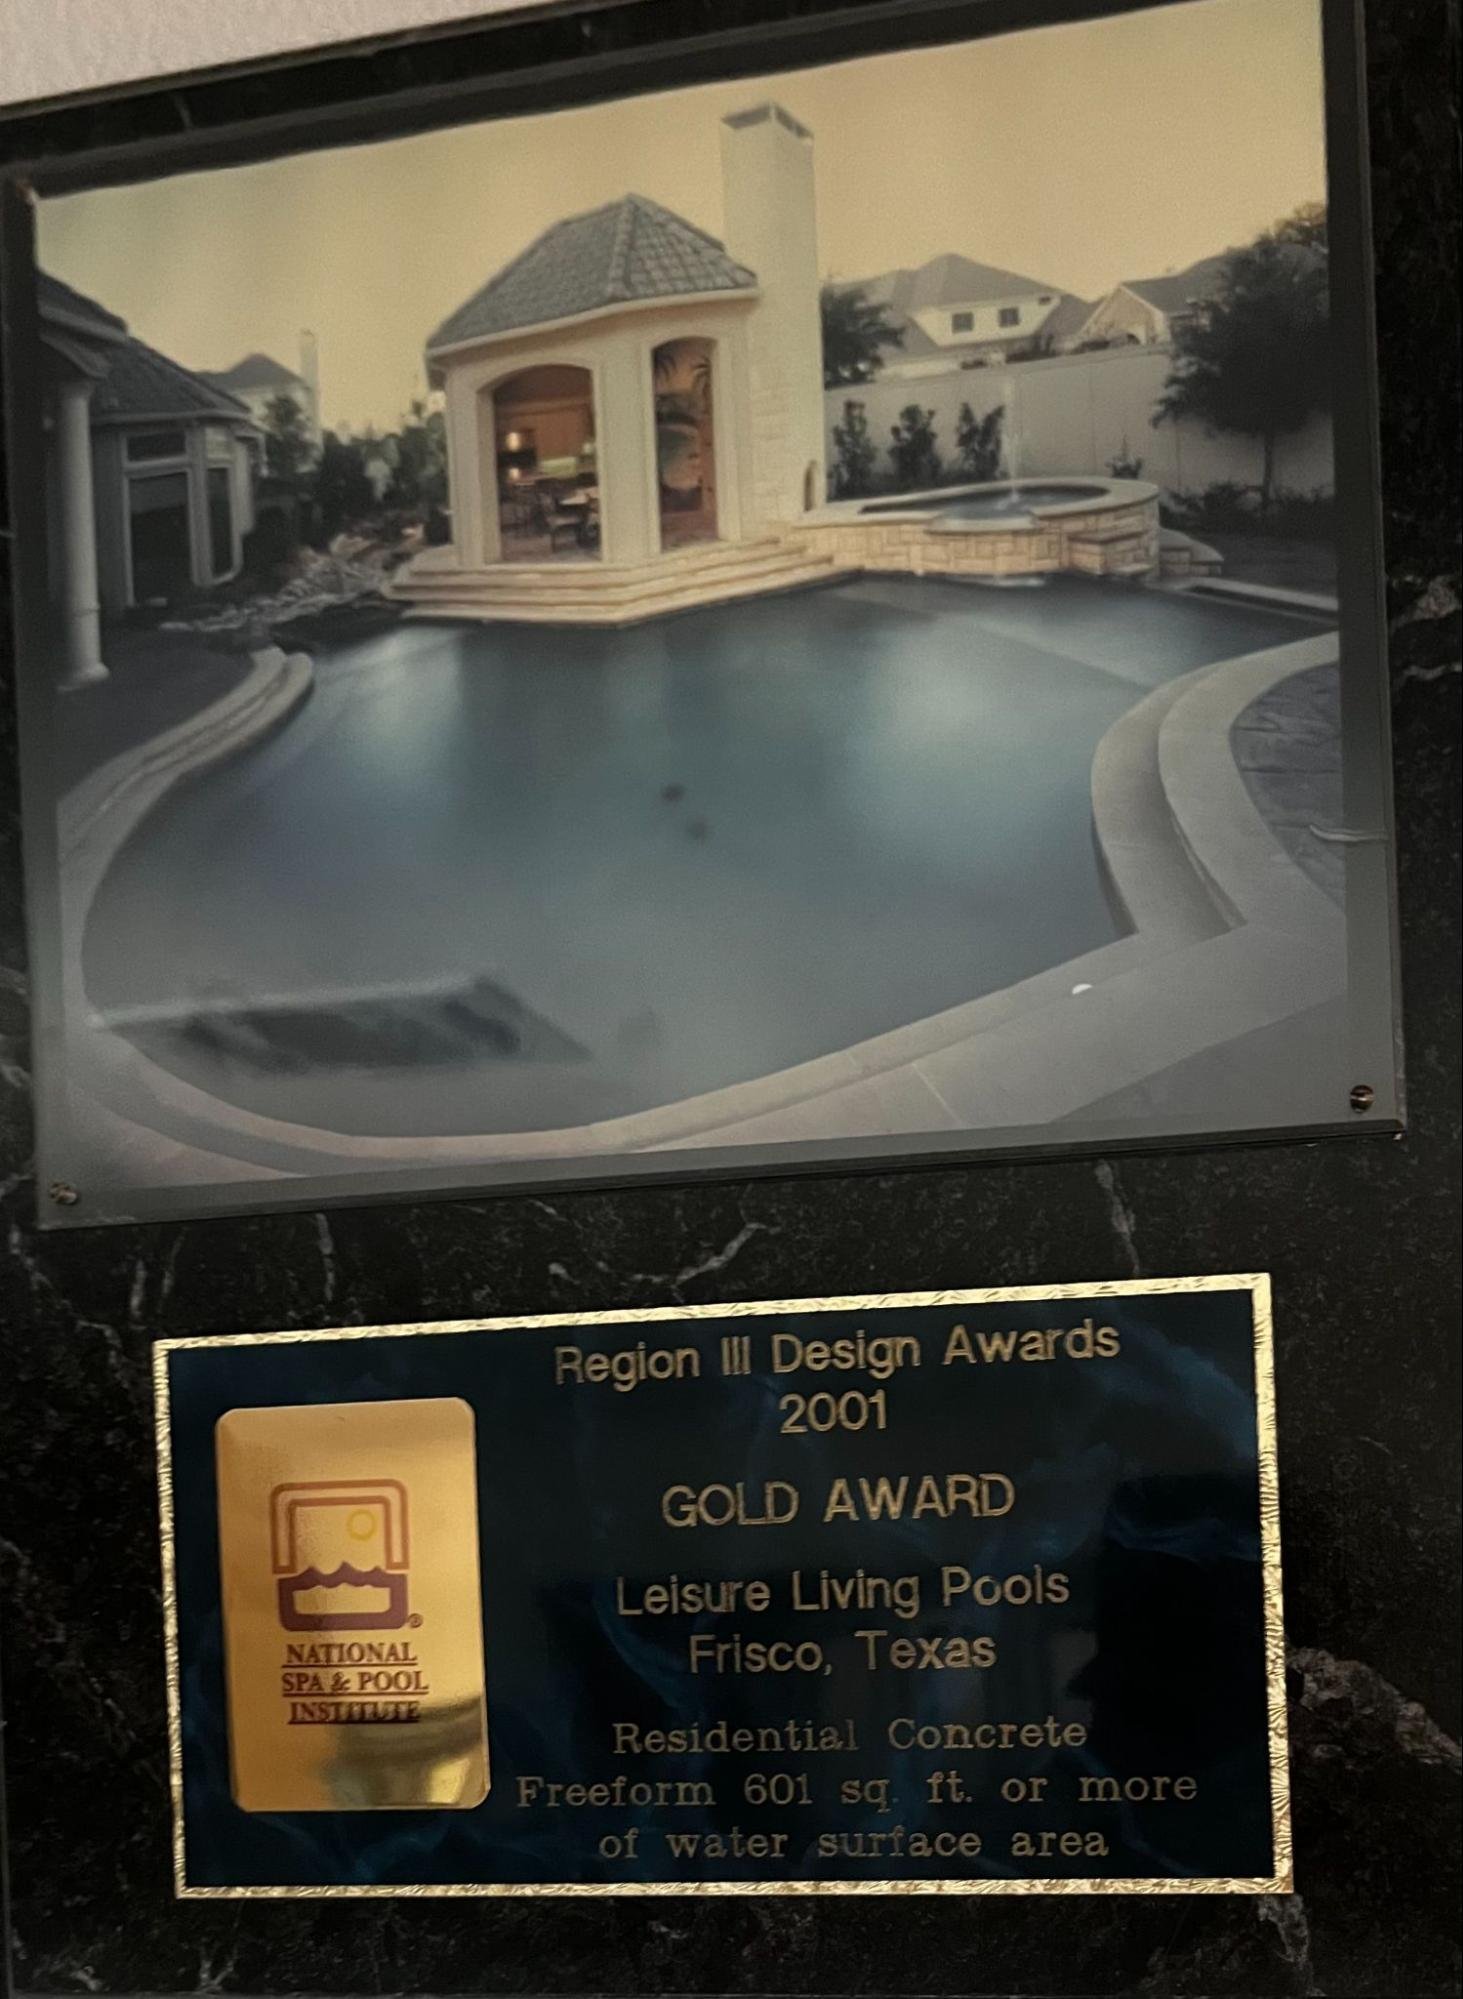 Region III Design Awards
2001
GOLD AWARD
Leisure Living Pools
Frisco, Texas
Residential Concrete
Freeform 601 sq. ft. or more
of water surface area
®
NATIONAL
SPA & POOL
INSTITUTE